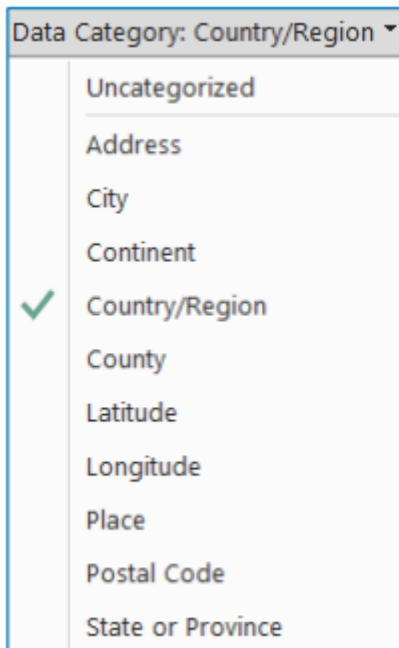 Data Category: Country/Region
Uncategorized
Address
City
Continent
Country/Region
County
Latitude
Longitude
Place
Postal Code
State or Province